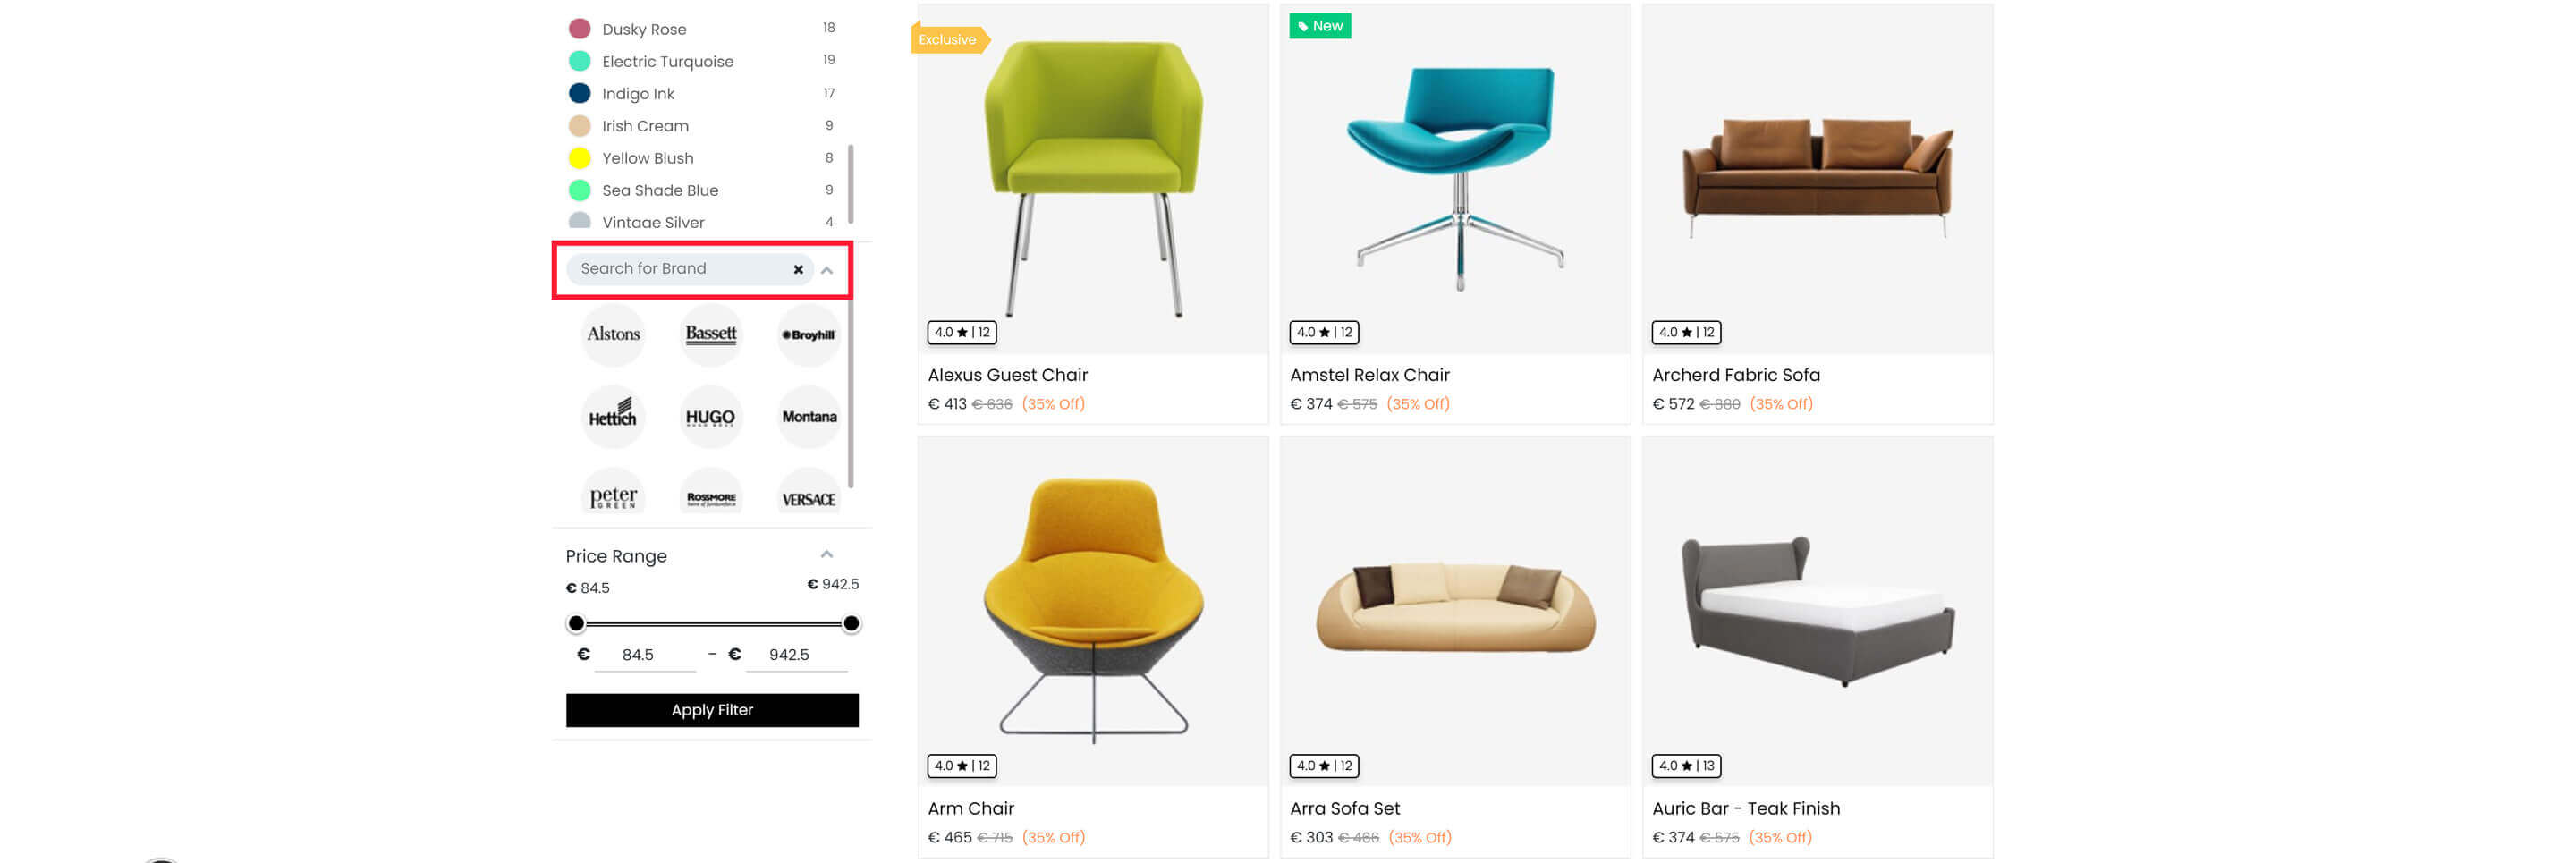 Dusky Rose 18
Electric Turquoise 19
Indigo Ink 17
Irish Cream 9
Yellow Blush 8
Sea Shade Blue 9
Vintage Silver 4
Search for Brand
Alstons Bassett Broyhill
Hettich HUGO Montana
HUGO BOSS
peter ROSSMORE VERSACE
GREEN home of furnitureforce
Price Range
€ 84.5 € 942.5
€ 84.5 - € 942.5
Apply Filter
Exclusive
4.0 ★ | 12
Alexus Guest Chair
€ 413 € 636 (35% Off)
New
4.0 ★ | 12
Amstel Relax Chair
€ 374 € 575 (35% Off)
4.0 ★ | 12
Archerd Fabric Sofa
€ 572 € 880 (35% Off)
4.0 ★ | 12
Arm Chair
€ 465 € 715 (35% Off)
4.0 ★ | 12
Arra Sofa Set
€ 303 € 466 (35% Off)
4.0 ★ | 13
Auric Bar - Teak Finish
€ 374 € 575 (35% Off)